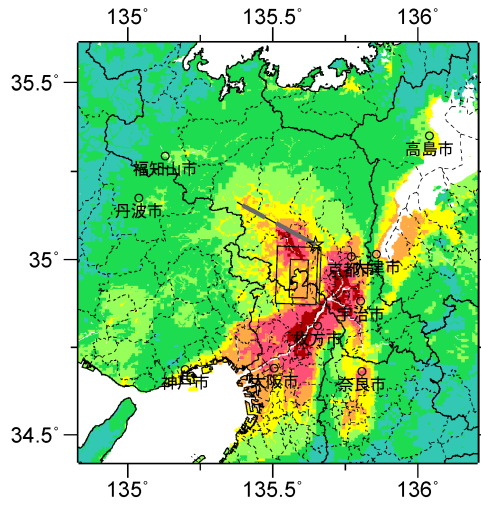 135° 135.5° 136°
35.5°
高島市
福知山市
丹波市
35°
京都市 大津市
S2
宇治市
枚方市
神戸市 大阪市 奈良市
34.5°
135° 135.5° 136°